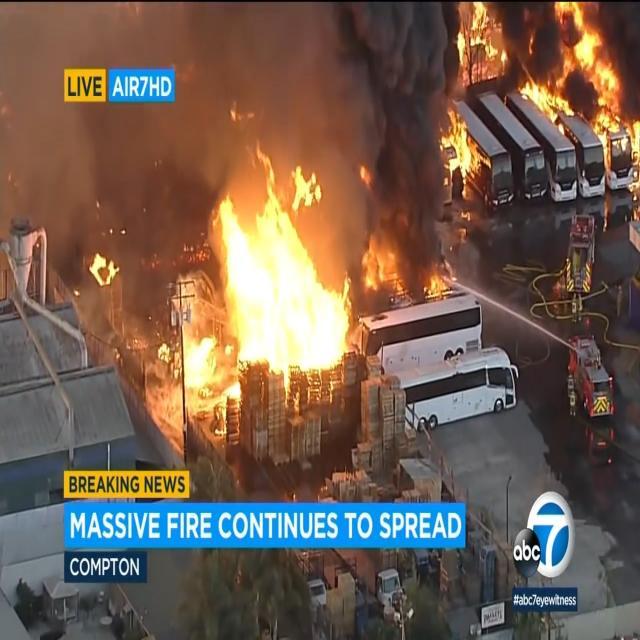 LIVE AIR7HD
BREAKING NEWS
MASSIVE FIRE CONTINUES TO SPREAD
COMPTON
abc 7
#abc7eyewitness